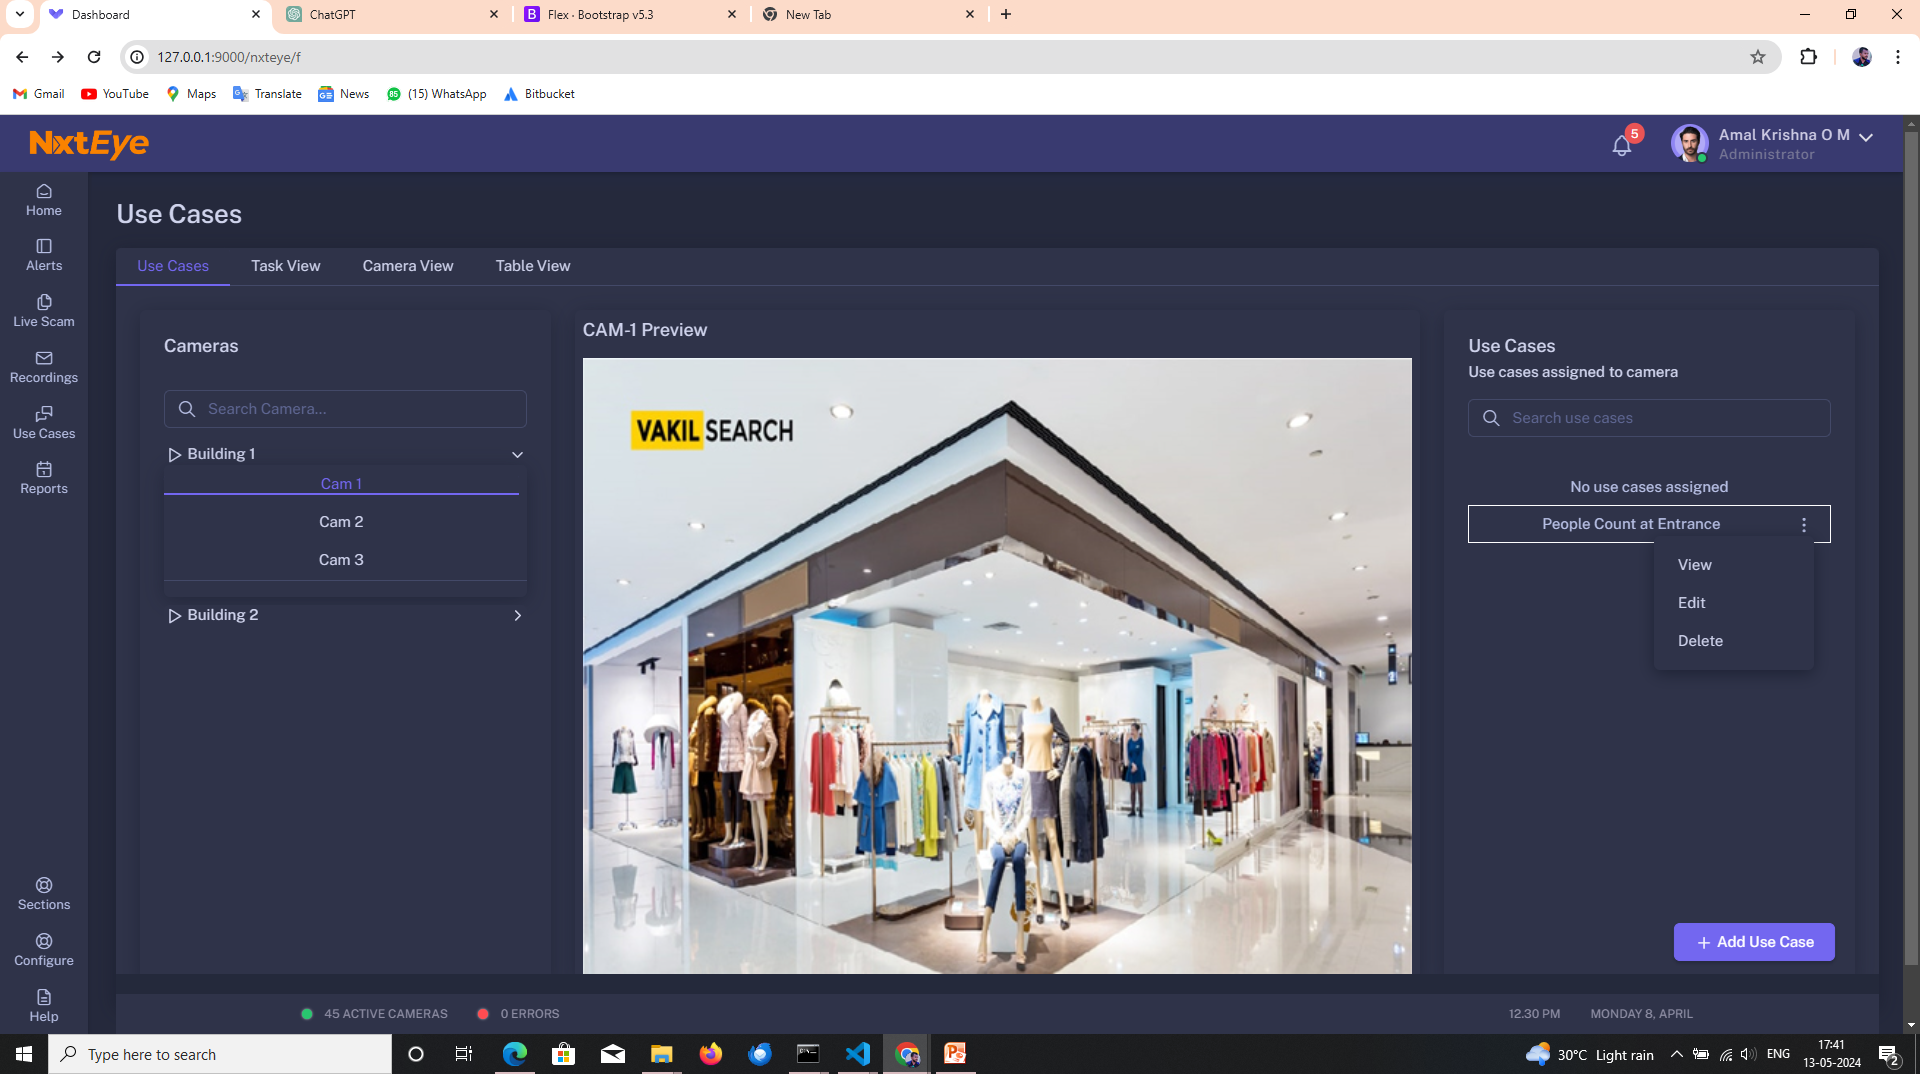 Dashboard
ChatGPT
Flex · Bootstrap v5.3
New Tab
127.0.0.1:9000/nxteye/f
Gmail
YouTube
Maps
Translate
News
(15) WhatsApp
Bitbucket
NxtEye
5
Amal Krishna O M
Administrator
Home
Alerts
Live Scam
Recordings
Use Cases
Reports
Sections
Configure
Help
Use Cases
Use Cases
Task View
Camera View
Table View
Cameras
Search Camera...
Building 1
Cam 1
Cam 2
Cam 3
Building 2
CAM-1 Preview
VAKIL SEARCH
Use Cases
Use cases assigned to camera
Search use cases
No use cases assigned
People Count at Entrance
View
Edit
Delete
+ Add Use Case
45 ACTIVE CAMERAS
0 ERRORS
12.30 PM
MONDAY 8, APRIL
Type here to search
30°C Light rain
ENG
17:41
13-05-2024
2